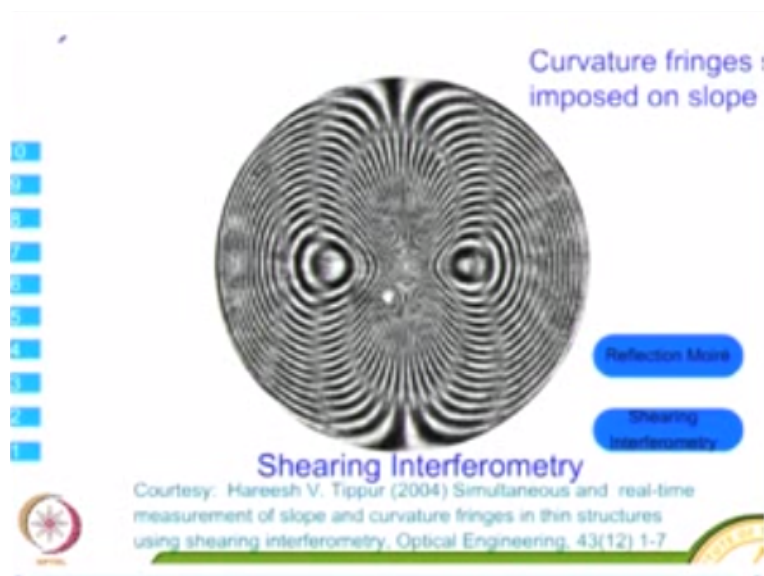 Curvature fringes s
imposed on slope
0
9
8
7
6
5
4
3
2
1
Reflection Moiré
Shearing
Interferometry
Shearing Interferometry
Courtesy: Hareesh V. Tippur (2004) Simultaneous and real-time
measurement of slope and curvature fringes in thin structures
using shearing interferometry, Optical Engineering, 43(12) 1-7
NPTEL